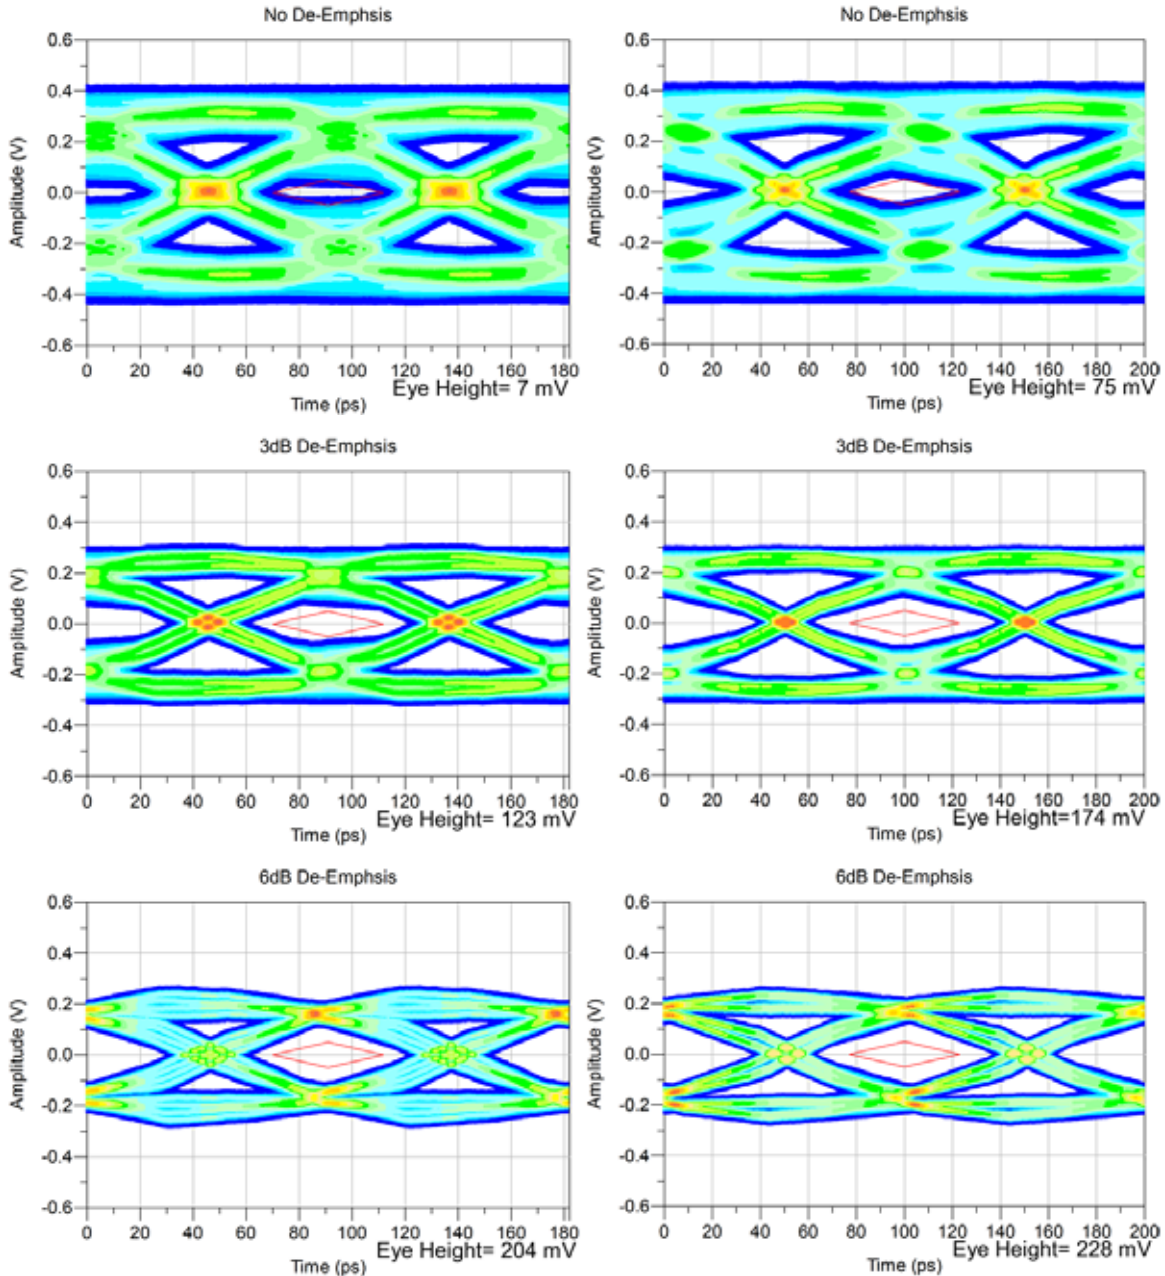 No De-Emphsis
0.6
0.4
0.2
0.0
-0.2
-0.4
-0.6
Amplitude (V)
0 20 40 60 80 100 120 140 160 180
Eye Height= 7 mV
Time (ps)
No De-Emphsis
0.6
0.4
0.2
0.0
-0.2
-0.4
-0.6
Amplitude (V)
0 20 40 60 80 100 120 140 160 180 200
Eye Height= 75 mV
Time (ps)
3dB De-Emphsis
0.6
0.4
0.2
0.0
-0.2
-0.4
-0.6
Amplitude (V)
0 20 40 60 80 100 120 140 160 180
Eye Height= 123 mV
Time (ps)
3dB De-Emphsis
0.6
0.4
0.2
0.0
-0.2
-0.4
-0.6
Amplitude (V)
0 20 40 60 80 100 120 140 160 180 200
Eye Height=174 mV
Time (ps)
6dB De-Emphsis
0.6
0.4
0.2
0.0
-0.2
-0.4
-0.6
Amplitude (V)
0 20 40 60 80 100 120 140 160 180
Eye Height= 204 mV
Time (ps)
6dB De-Emphsis
0.6
0.4
0.2
0.0
-0.2
-0.4
-0.6
Amplitude (V)
0 20 40 60 80 100 120 140 160 180 200
Eye Height= 228 mV
Time (ps)